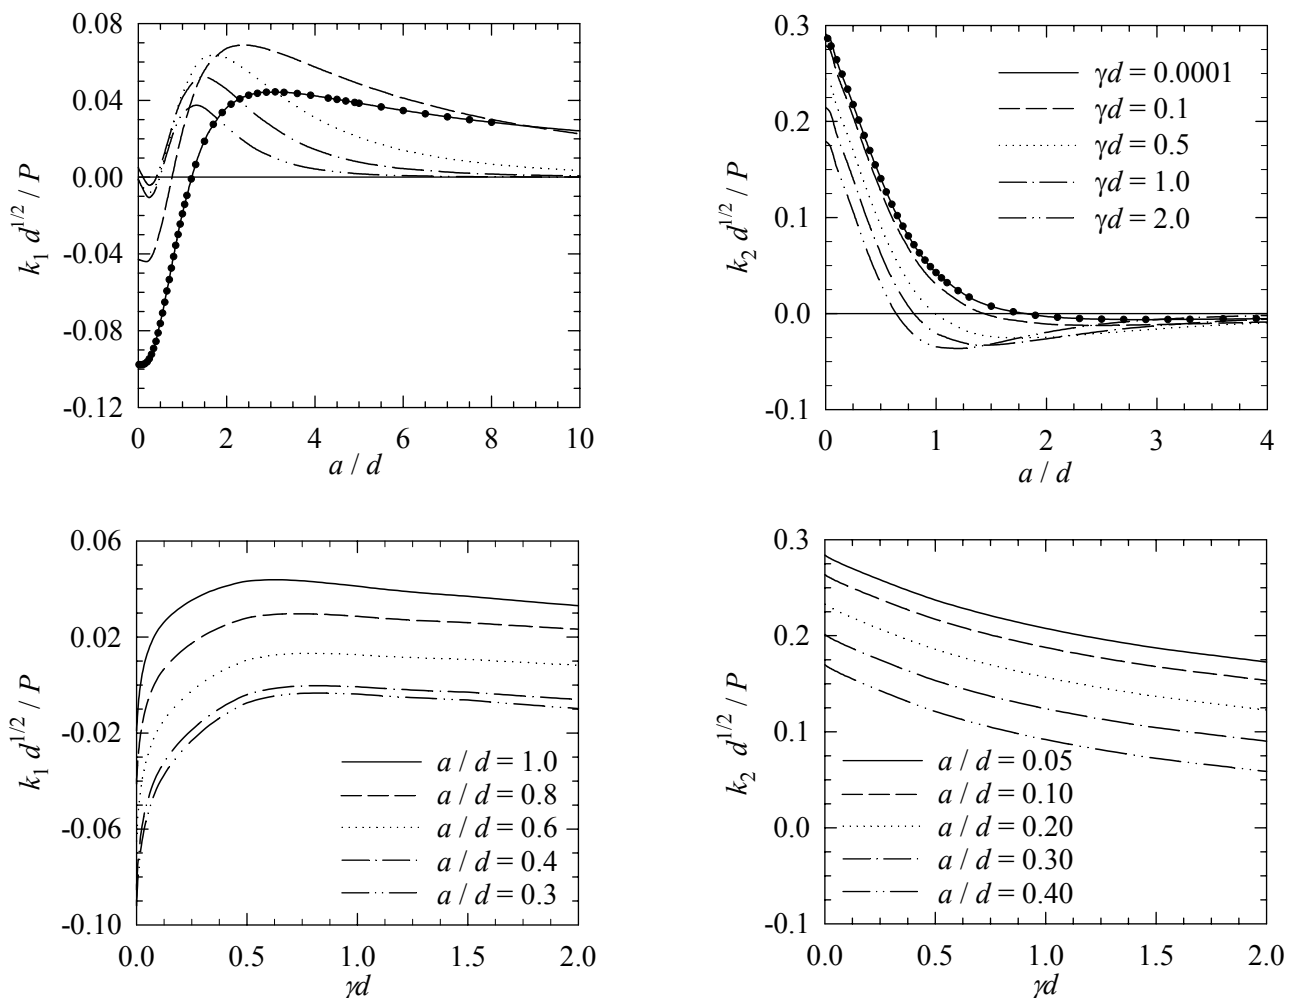 0.08
0.04
0.00
-0.04
-0.08
-0.12
k₁ d^{1/2} / P
0 2 4 6 8 10
a / d
0.3
0.2
0.1
0.0
-0.1
k₂ d^{1/2} / P
γd = 0.0001
γd = 0.1
γd = 0.5
γd = 1.0
γd = 2.0
0 1 2 3 4
a / d
0.06
0.02
-0.02
-0.06
-0.10
k₁ d^{1/2} / P
a / d = 1.0
a / d = 0.8
a / d = 0.6
a / d = 0.4
a / d = 0.3
0.0 0.5 1.0 1.5 2.0
γd
0.3
0.2
0.1
0.0
-0.1
k₂ d^{1/2} / P
a / d = 0.05
a / d = 0.10
a / d = 0.20
a / d = 0.30
a / d = 0.40
0.0 0.5 1.0 1.5 2.0
γd